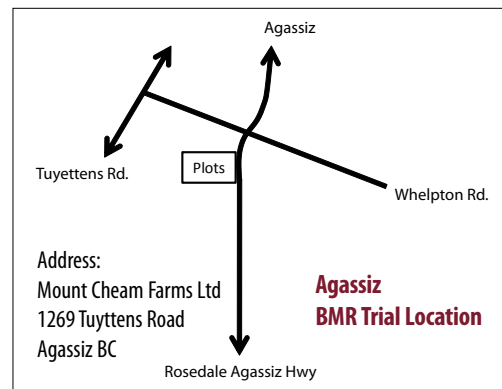 Agassiz
Plots
Tuyettens Rd.
Whelpton Rd.
Address:
Mount Cheam Farms Ltd
1269 Tuyttens Road
Agassiz BC
Agassiz
BMR Trial Location
Rosedale Agassiz Hwy